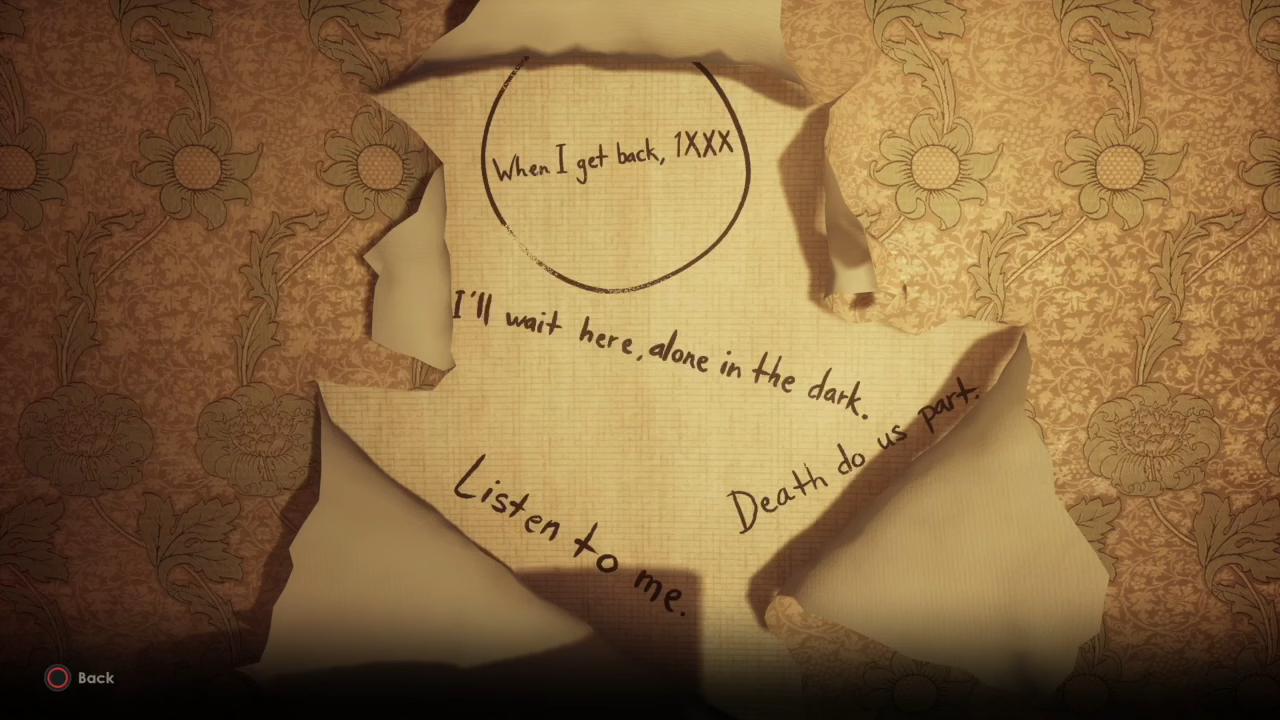 When I get back, 1XXX
I'll wait here, alone in the dark.
Death do us part.
Listen to me.
Back